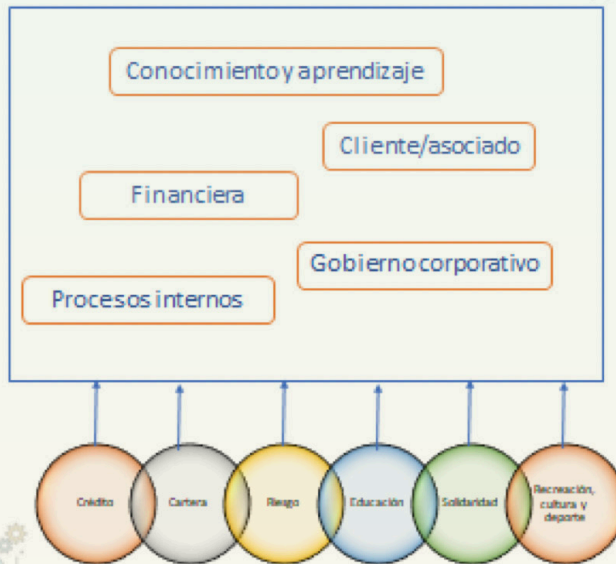 Conocimiento y aprendizaje
Cliente/asociado
Financiera
Gobierno corporativo
Procesos internos
Crédito
Cartera
Riesgo
Educación
Solidaridad
Recreación,
cultura y
deporte